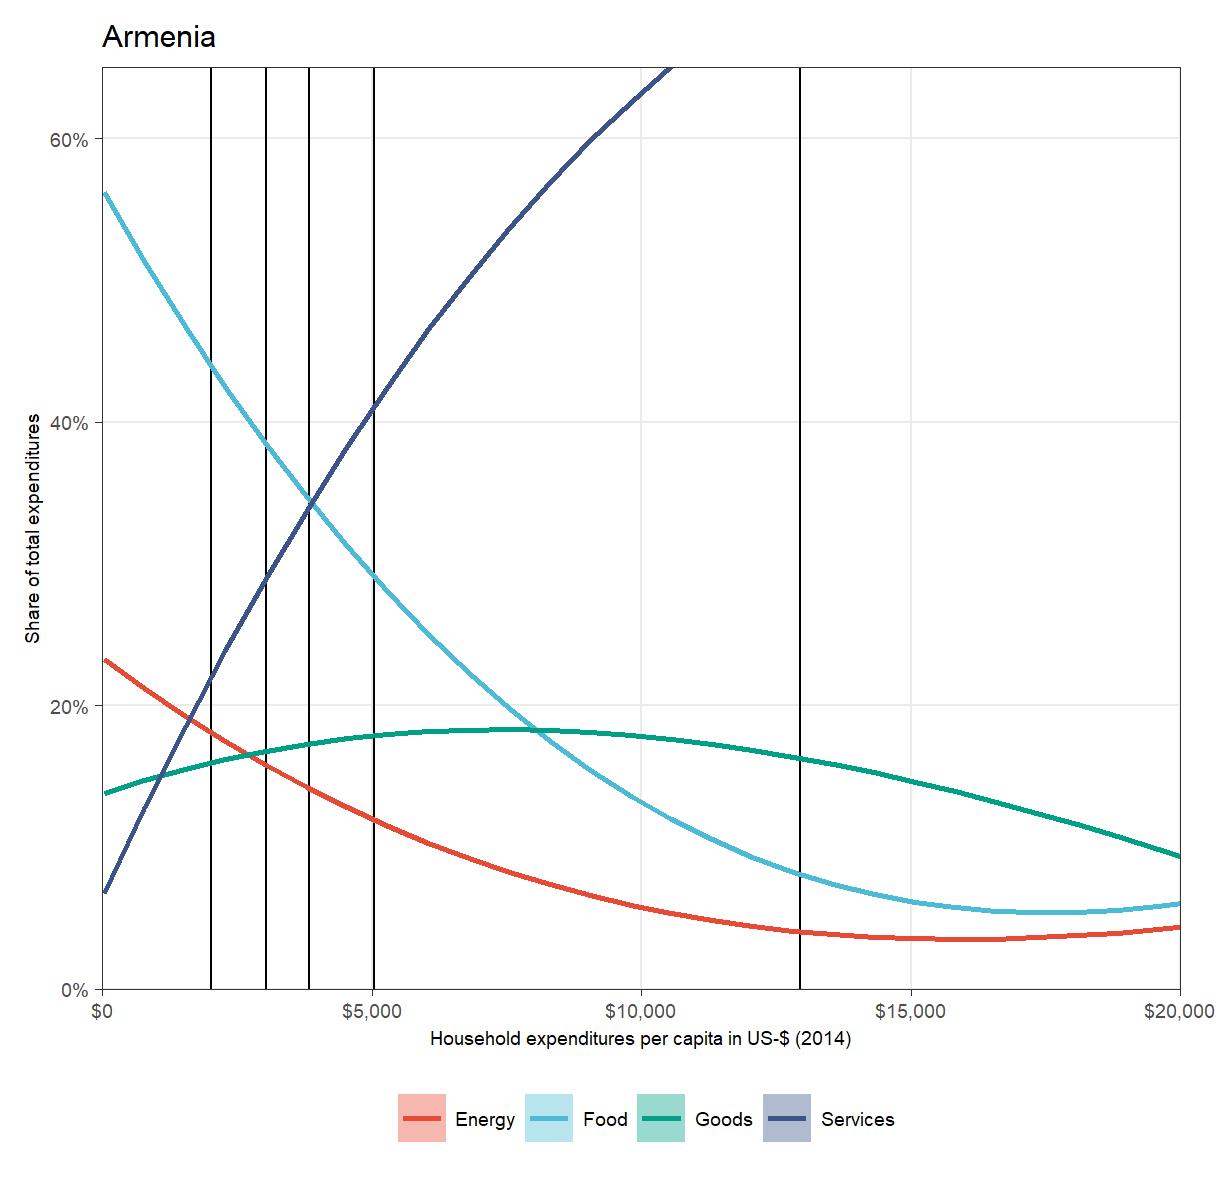 Armenia
60%
40%
20%
0%
Share of total expenditures
$0 $5,000 $10,000 $15,000 $20,000
Household expenditures per capita in US-$ (2014)
Energy Food Goods Services